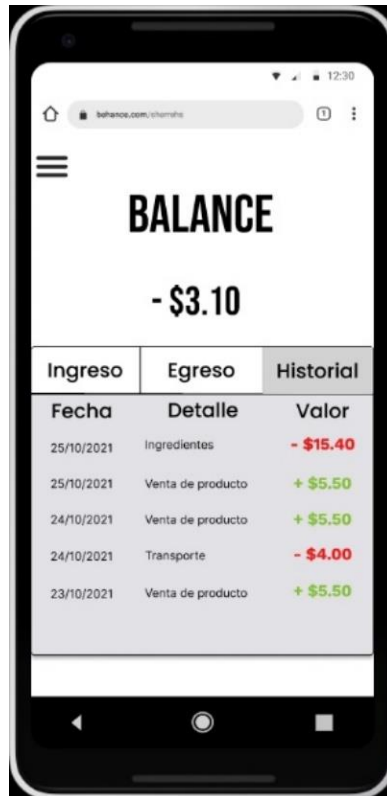 12:30
behance.com/
1
BALANCE
- $3.10
Ingreso Egreso Historial
Fecha Detalle Valor
25/10/2021 Ingredientes - $15.40
25/10/2021 Venta de producto + $5.50
24/10/2021 Venta de producto + $5.50
24/10/2021 Transporte - $4.00
23/10/2021 Venta de producto + $5.50